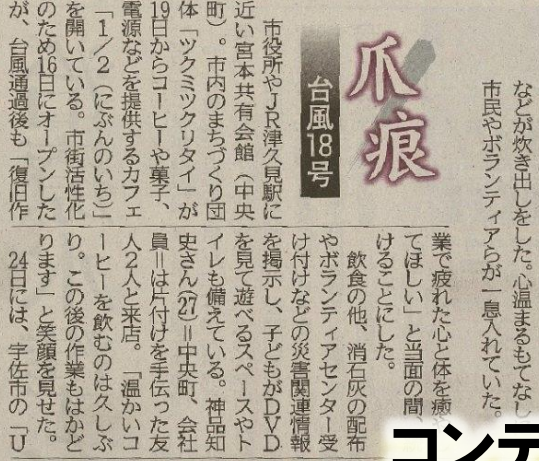 などが炊き出しをした。心温まるもてなし
市民やボランティアらが一息入れていた。
爪痕
台風18号
市役所やJR津久見駅に
近い宮本共有会館(中央
町)。市内のまちづくり団
体「ツクミツクリタイ」が
19日からコーヒーや菓子、
電源などを提供するカフェ
「1/2(にぶんのいち)」
を開いている。市街活性化
のため16日にオープンした
が、台風通過後も「復旧作
業で疲れた心と体を癒や
てほしい」と当面の間、
けることにした。
飲食の他、消石灰の配布
やボランティアセンター受
け付けなどの災害関連情報
を掲示し、子どもがDVD
を見て遊べるスペースやト
イレも備えている。神品知
史さん(27)=中央町、会社
員=は片付けを手伝った友
人2人と来店。「温かいコ
ーヒーを飲むのは久しぶ
り。この後の作業もはかど
ります」と笑顔を見せた。
24日には、宇佐市の「U
コンテ